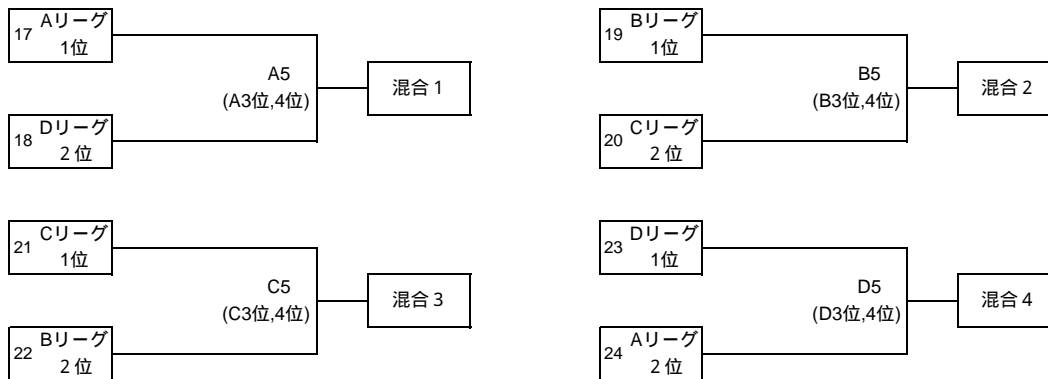 17 Aリーグ
1位
A5
(A3位,4位)
混合1
18 Dリーグ
2位
19 Bリーグ
1位
B5
(B3位,4位)
混合2
20 Cリーグ
2位
21 Cリーグ
1位
C5
(C3位,4位)
混合3
22 Bリーグ
2位
23 Dリーグ
1位
D5
(D3位,4位)
混合4
24 Aリーグ
2位